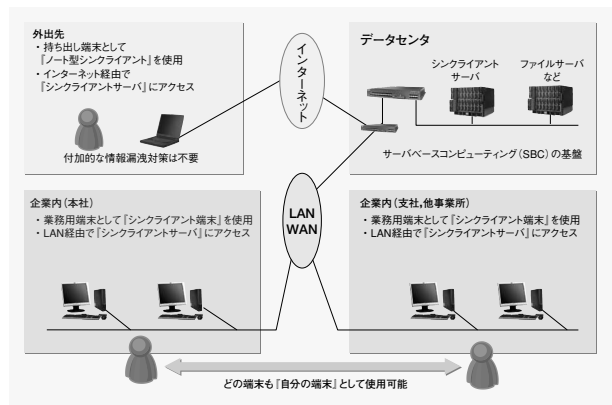 外出先
・持ち出し端末として
『ノート型シンクライアント』を使用
・インターネット経由で
『シンクライアントサーバ』にアクセス
付加的な情報漏洩対策は不要
インターネット
データセンタ
シンクライアント
サーバ
ファイルサーバ
など
サーバベースコンピューティング(SBC)の基盤
LAN
WAN
企業内(本社)
・業務用端末として『シンクライアント端末』を使用
・LAN経由で『シンクライアントサーバ』にアクセス
企業内(支社,他事業所)
・業務用端末として『シンクライアント端末』を使用
・LAN経由で『シンクライアントサーバ』にアクセス
どの端末も『自分の端末』として使用可能